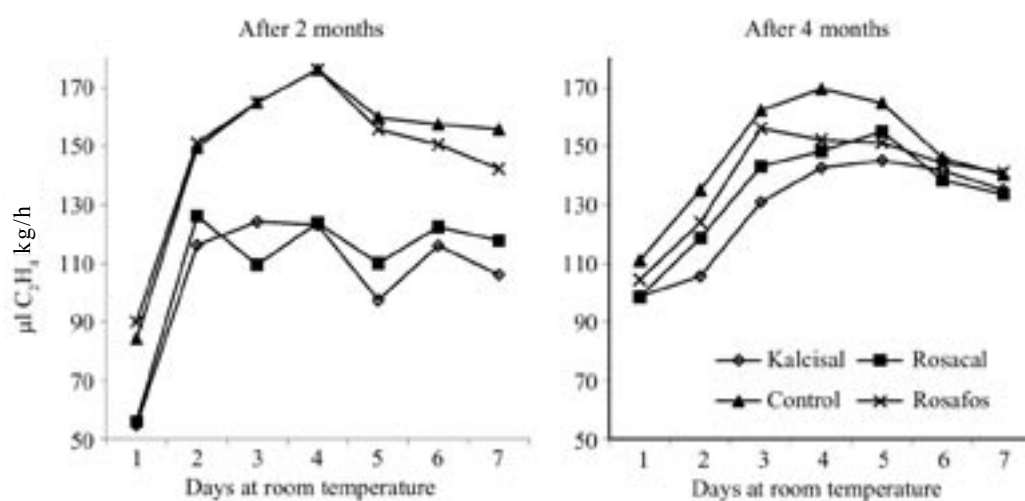 After 2 months
170
150
130
110
90
70
50
1 2 3 4 5 6 7
Days at room temperature
µl C₂H₄ kg/h
After 4 months
170
150
130
110
90
70
50
1 2 3 4 5 6 7
Days at room temperature
Kalcisal
Rosacal
Control
Rosafos